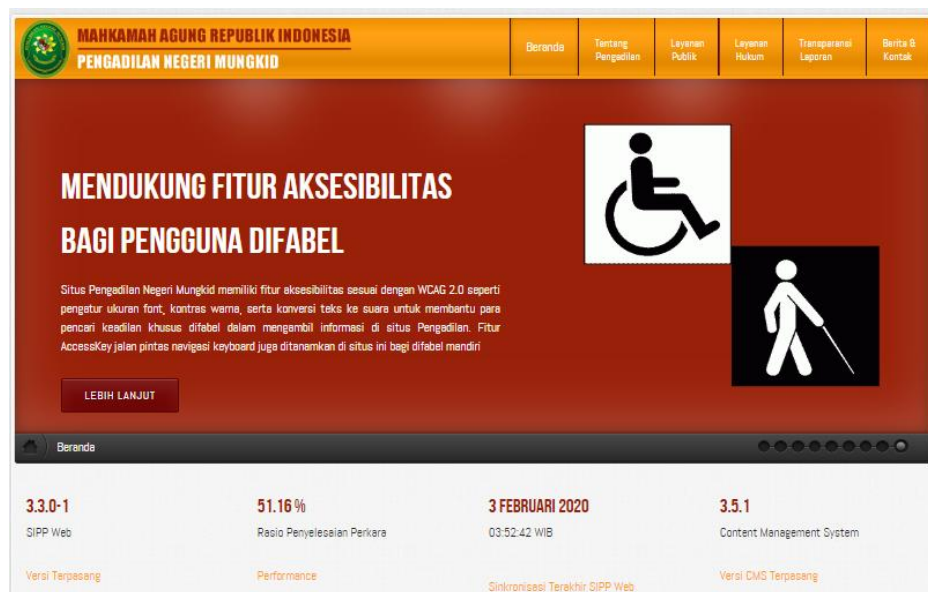 MAHKAMAH AGUNG REPUBLIK INDONESIA
PENGADILAN NEGERI MUNGKID
Beranda
Tentang
Pengadilan
Layanan
Publik
Layanan
Hukum
Transparansi
Laporan
Berita &
Kontak
MENDUKUNG FITUR AKSESIBILITAS
BAGI PENGGUNA DIFABEL
Situs Pengadilan Negeri Mungkid memiliki fitur aksesibilitas sesuai dengan WCAG 2.0 seperti
pengatur ukuran font, kontras warna, serta konversi teks ke suara untuk membantu para
pencari keadilan khusus difabel dalam mengambil informasi di situs Pengadilan. Fitur
AccessKey jalan pintas navigasi keyboard juga ditanamkan di situs ini bagi difabel mandiri
LEBIH LANJUT
Beranda
3.3.0-1
SIPP Web
Versi Terpasang
51.16 %
Rasio Penyelesaian Perkara
Performance
3 FEBRUARI 2020
03:52:42 WIB
Sinkronisasi Terakhir SIPP Web
3.5.1
Content Management System
Versi CMS Terpasang